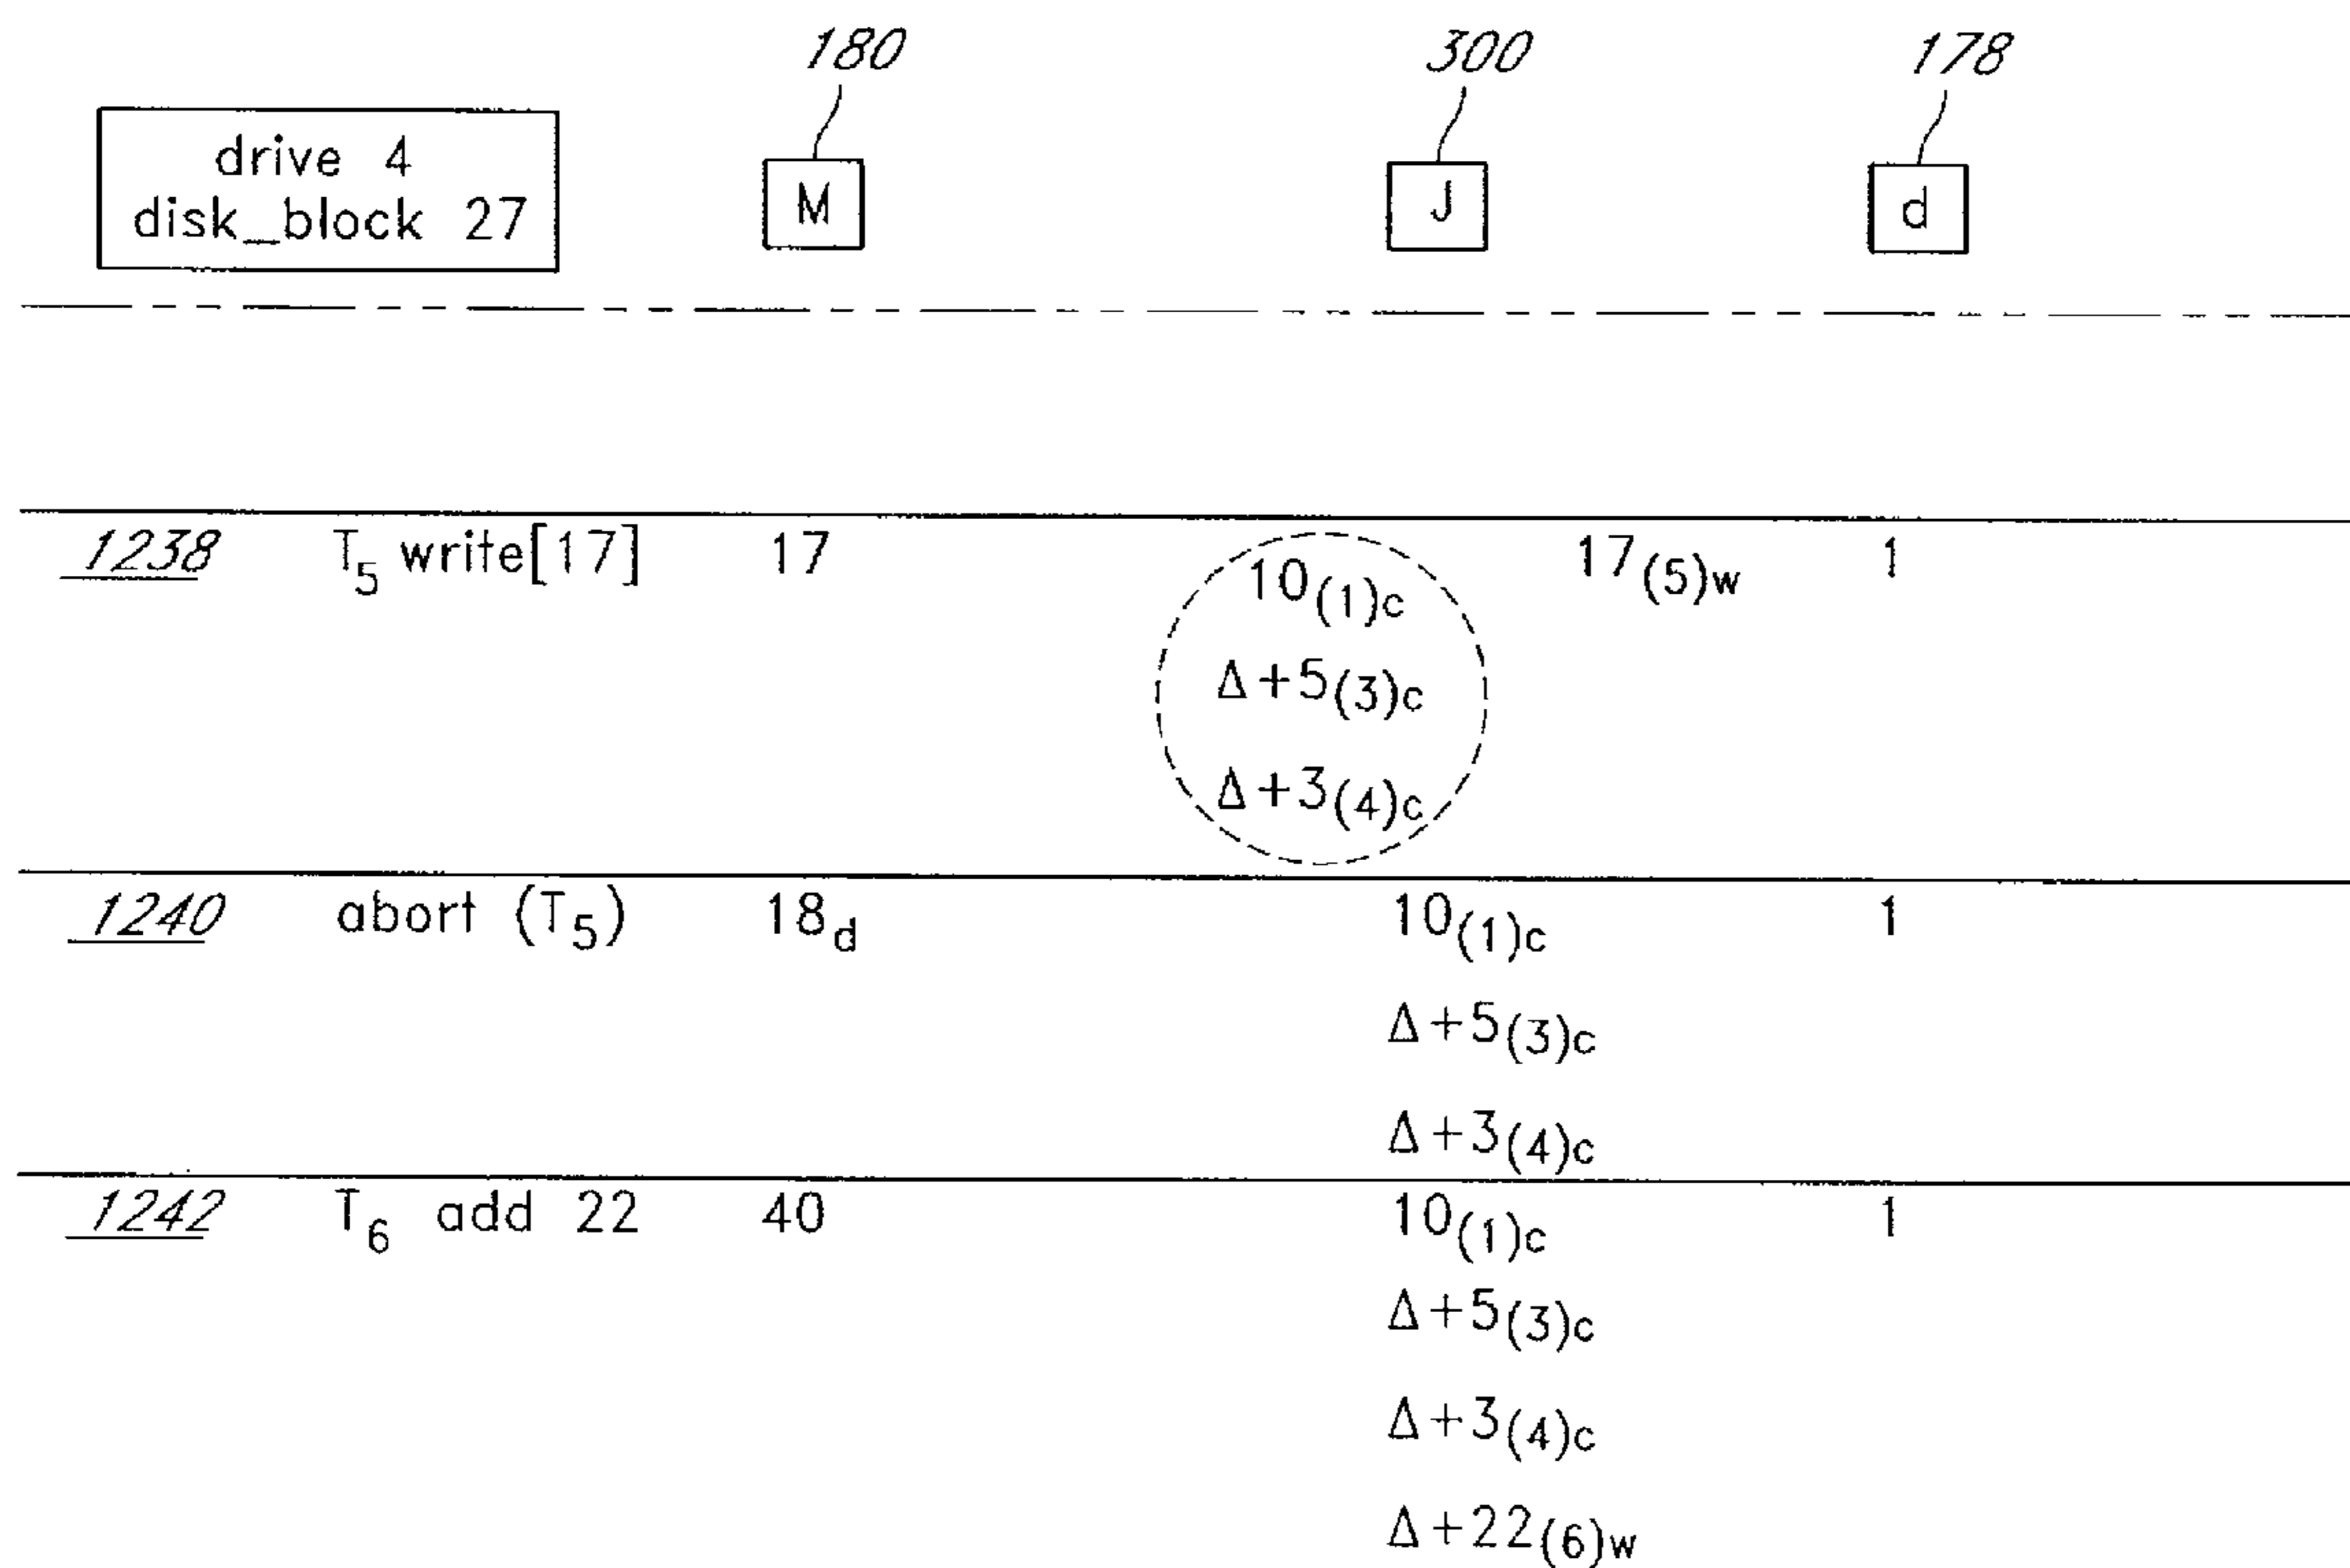 180 300 178
drive 4
disk_block 27
M J d
1238 T5 write[17] 17 10(1)c 17(5)w 1
Δ+5(3)c
Δ+3(4)c
1240 abort (T5) 18d 10(1)c 1
Δ+5(3)c
Δ+3(4)c
1242 T6 add 22 40 10(1)c 1
Δ+5(3)c
Δ+3(4)c
Δ+22(6)w